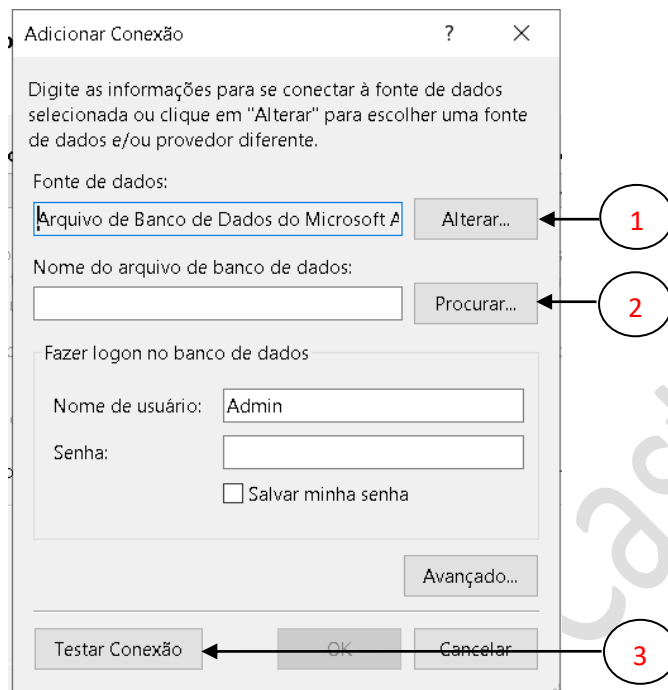 Adicionar Conexão ? ×
Digite as informações para se conectar à fonte de dados
selecionada ou clique em "Alterar" para escolher uma fonte
de dados e/ou provedor diferente.
Fonte de dados:
Arquivo de Banco de Dados do Microsoft A
Alterar...
1
Nome do arquivo de banco de dados:
Procurar...
2
Fazer logon no banco de dados
Nome de usuário: Admin
Senha:
Salvar minha senha
Avançado...
Testar Conexão
OK
Cancelar
3